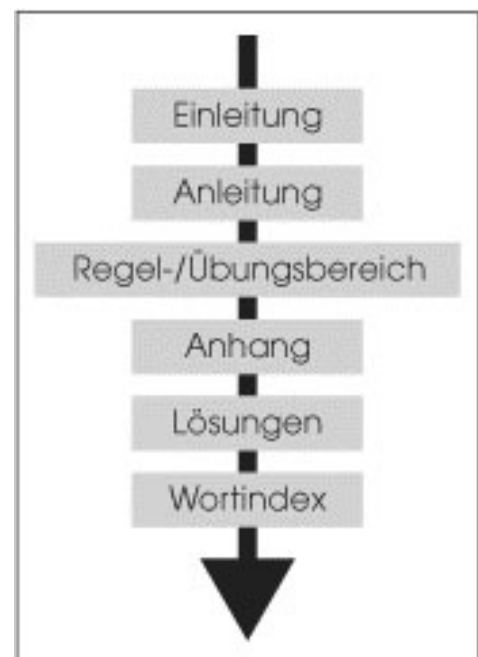 Einleitung
Anleitung
Regel-/Übungsbereich
Anhang
Lösungen
Wortindex